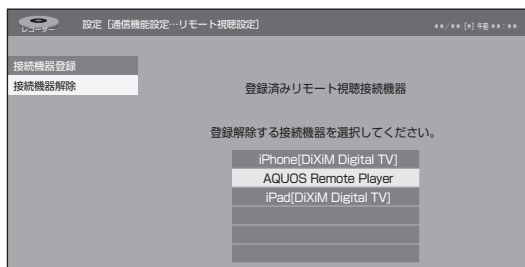 レコーダー
設定［通信機能設定…リモート視聴設定］
**/** [*] 午前 **:**
接続機器登録
接続機器解除
登録済みリモート視聴接続機器
登録解除する接続機器を選択してください。
iPhone[DiXiM Digital TV]
AQUOS Remote Player
iPad[DiXiM Digital TV]